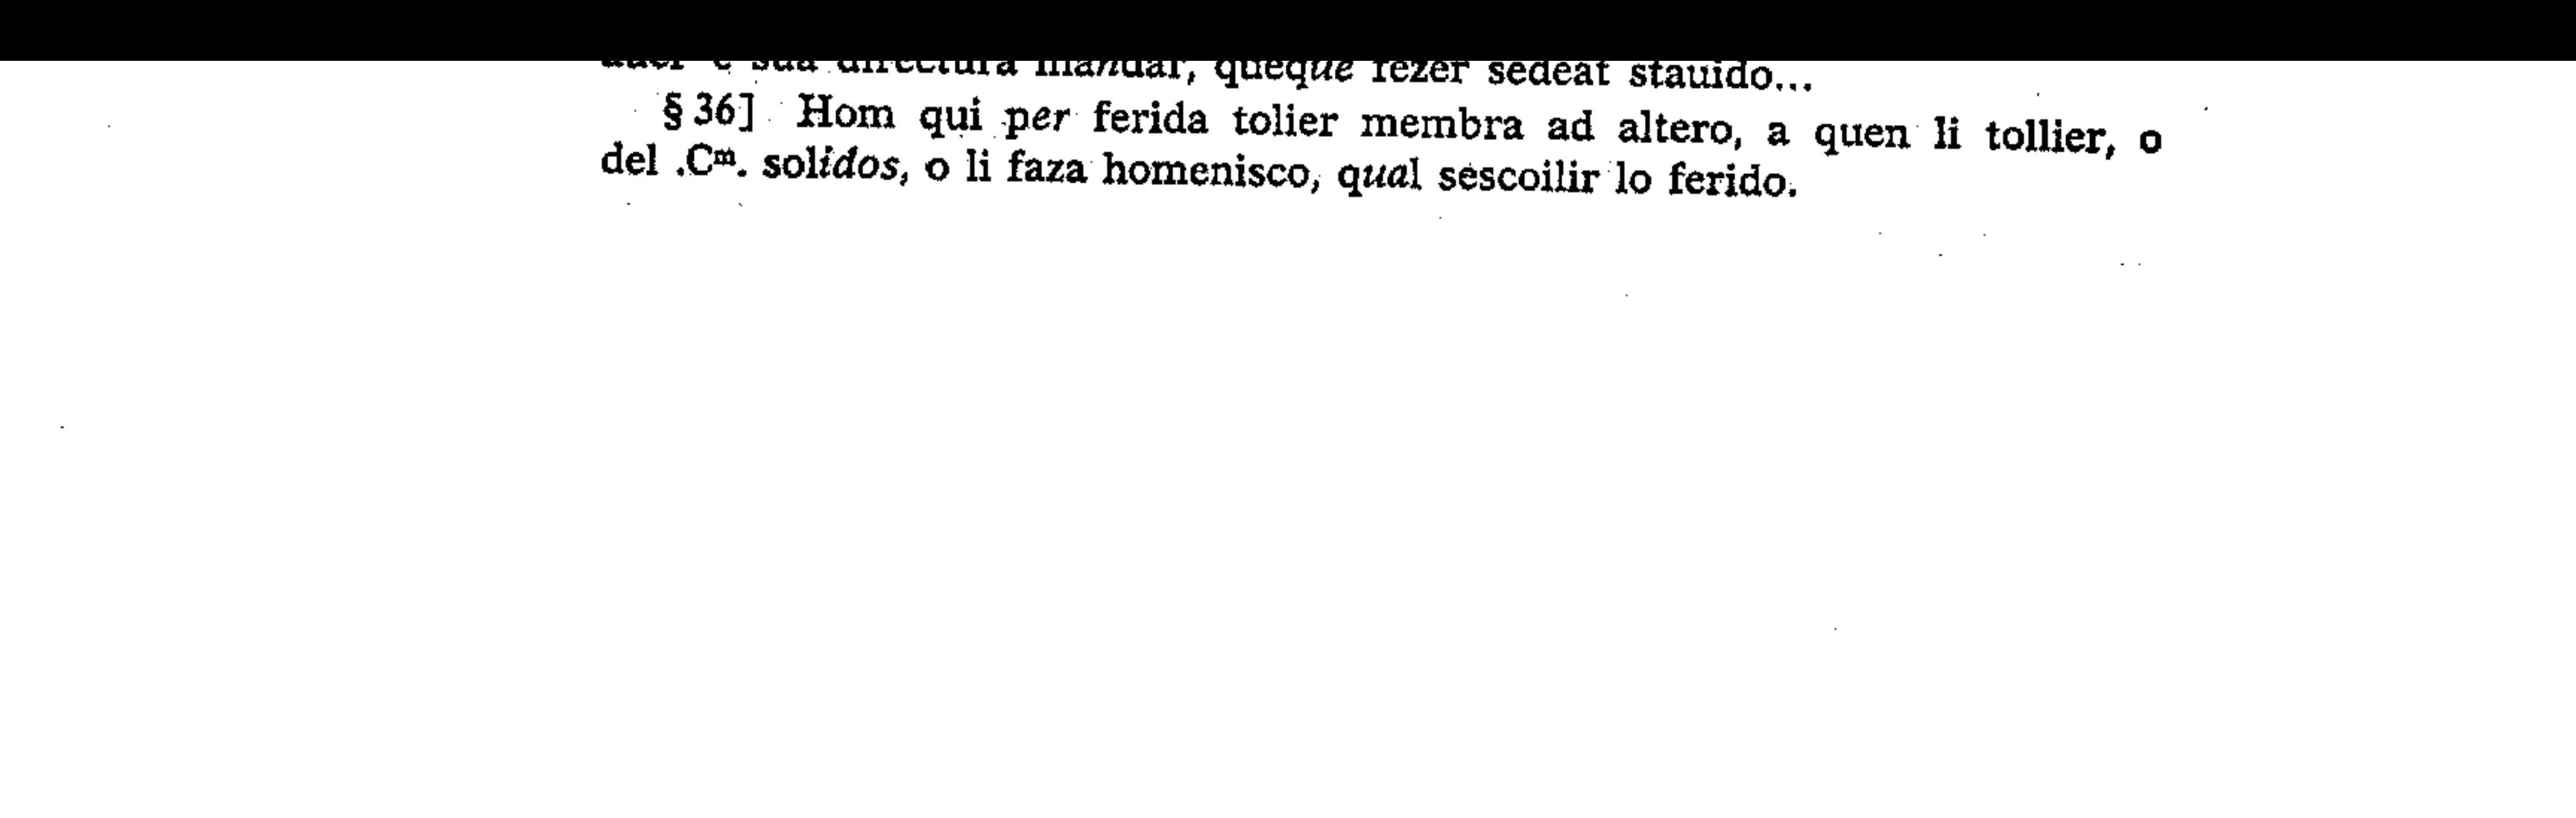 auer e sua directura mandar, queque fezer sedeat stauido...
§ 36] Hom qui per ferida tolier membra ad altero, a quen li tollier, o
del .Cᵐ. solidos, o li faza homenisco, qual sescoilir lo ferido.